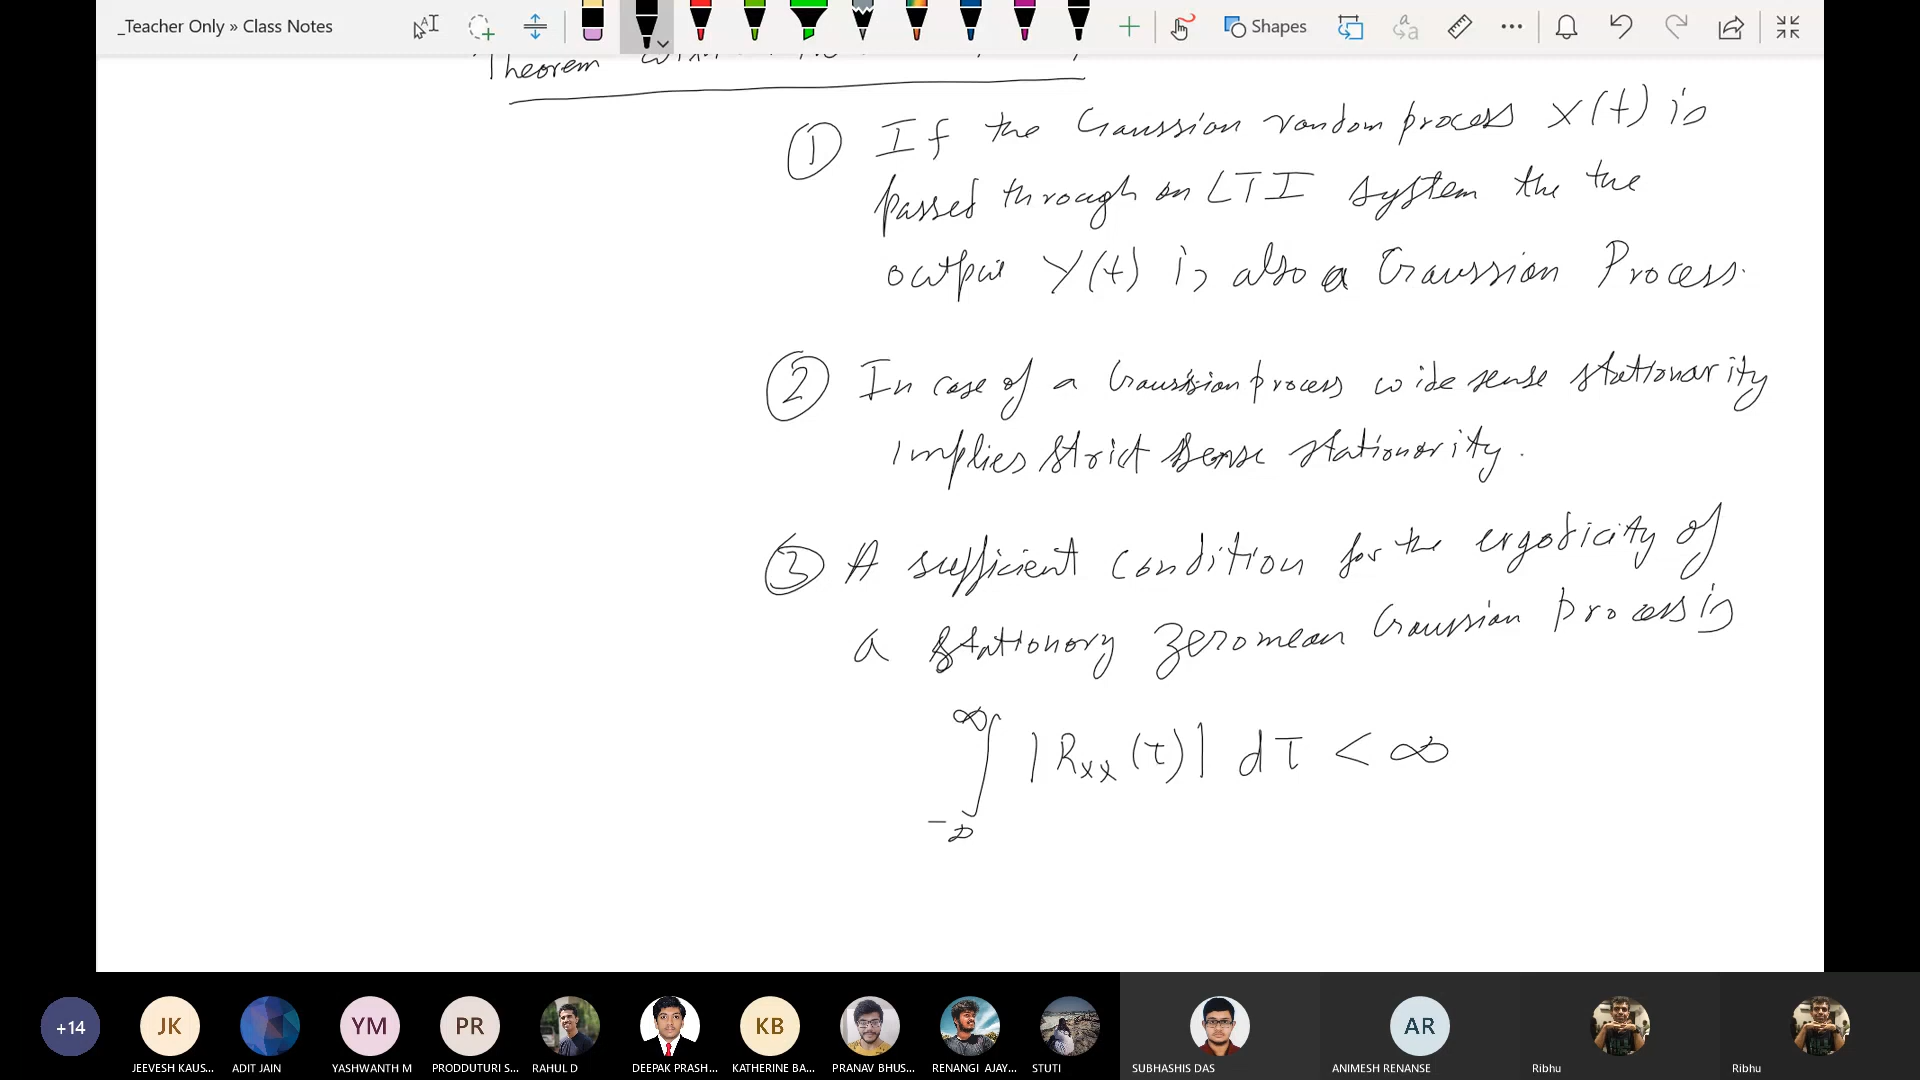 _Teacher Only » Class Notes
Shapes
Theorem
① If the Gaussian random process X(t) is
passed through an LTI system the the
output Y(t) is also a Gaussian Process.
② In case of a Gaussian process wide sense stationarity
implies strict sense stationarity.
③ A sufficient condition for the ergodicity of
a stationary zero mean Gaussian process is
∞
∫ |Rxx(τ)| dτ < ∞
-∞
+14
JK
YM
PR
KB
AR
JEEVESH KAUS...
ADIT JAIN
YASHWANTH M
PRODDUTURI S...
RAHUL D
DEEPAK PRASH...
KATHERINE BA...
PRANAV BHUS...
RENANGI AJAY...
STUTI
SUBHASHIS DAS
ANIMESH RENANSE
Ribhu
Ribhu